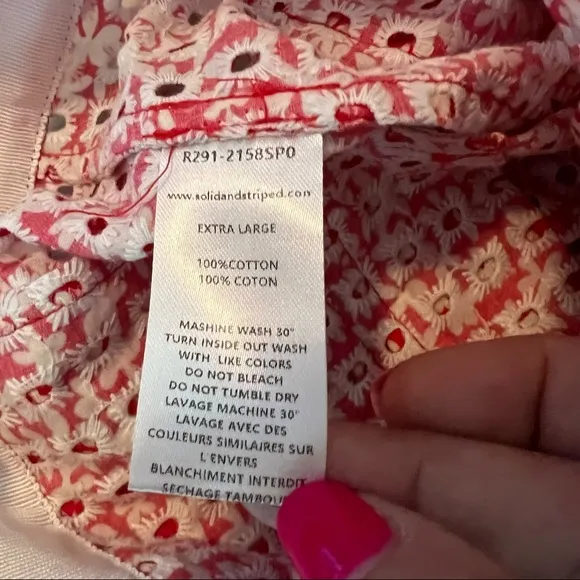 R291-2158SP0
www.solidandstriped.con
EXTRA LARGE
100%COTTON
100% COTON
MASHINE WASH 30°
TURN INSIDE OUT WASH
WITH LIKE COLORS
DO NOT BLEACH
DO NOT TUMBLE DRY
LAVAGE MACHINE 30°
LAVAGE AVEC DES
COULEURS SIMILAIRES SUR
L'ENVERS
BLANCHIMENT INTERDIT
SECHAGE